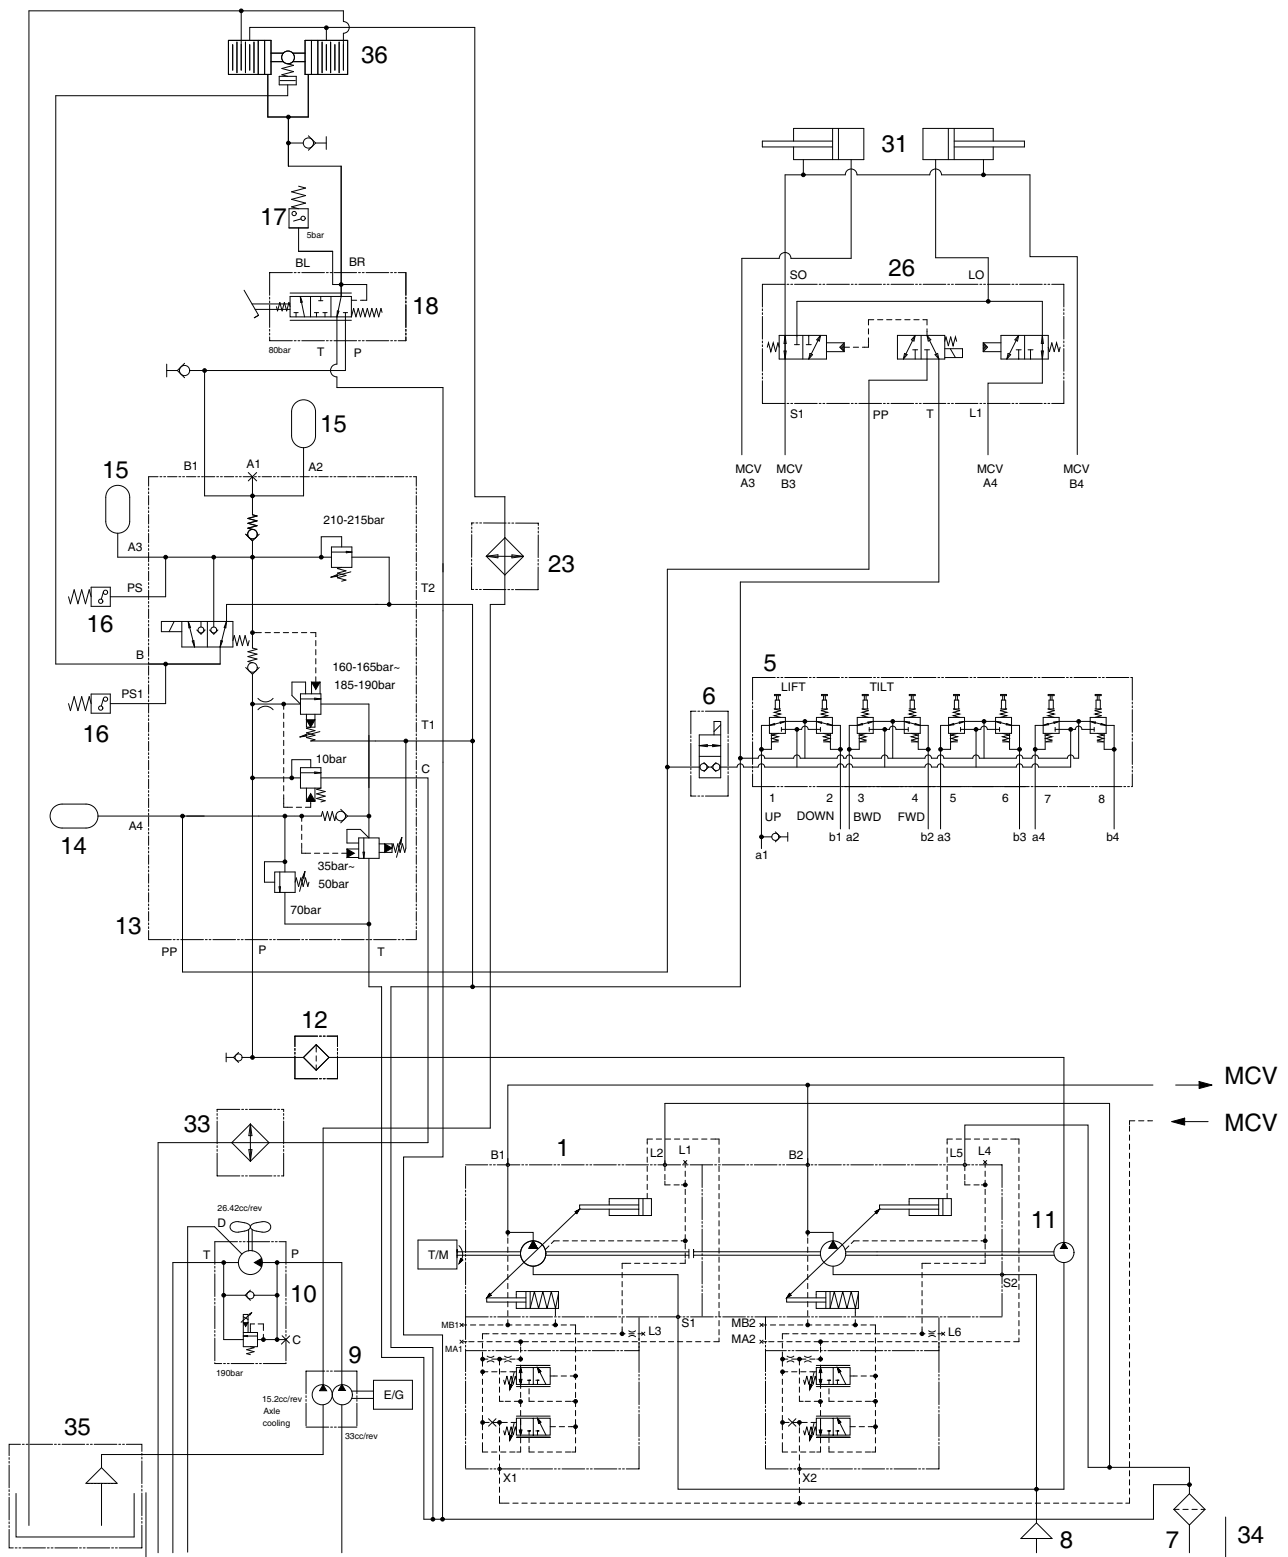 36
31
17
5bar
BL BR
18
80bar
T P
SO 26 LO
S1 PP T L1
MCV A3
MCV B3
MCV A4
MCV B4
15
15
B1 A1 A2
210-215bar
A3
PS
T2
23
16
B
160-165bar~
185-190bar
PS1
16
T1
10bar
C
A4
14
35bar~
50bar
70bar
13
PP P T
5
6
LIFT TILT
1 2 3 4 5 6 7 8
UP DOWN BWD FWD
b1 a2 b2 a3 b3 a4 b4
a1
12
MCV
33
MCV
1
B1 L2 L1 B2 L5 L4
26.42cc/rev
D
T P
11
T/M
10
S2
C
S1
MB1 L3 MB2 L6
MA1 MA2
190bar
9
15.2cc/rev
Axle
cooling
E/G
33cc/rev
35
X1 X2
8 7 34